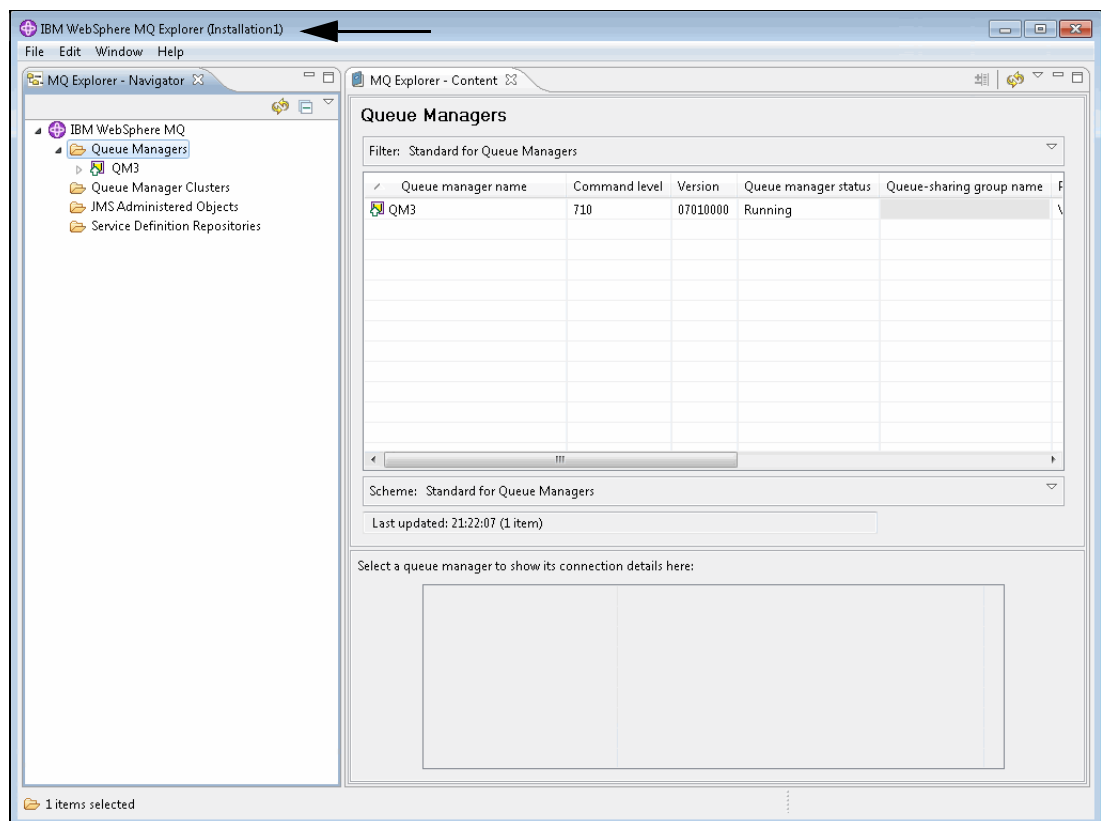 IBM WebSphere MQ Explorer (Installation1)
File Edit Window Help
MQ Explorer - Navigator
IBM WebSphere MQ
Queue Managers
QM3
Queue Manager Clusters
JMS Administered Objects
Service Definition Repositories
MQ Explorer - Content
Queue Managers
Filter: Standard for Queue Managers
Queue manager name Command level Version Queue manager status Queue-sharing group name
QM3 710 07010000 Running
Scheme: Standard for Queue Managers
Last updated: 21:22:07 (1 item)
Select a queue manager to show its connection details here:
1 items selected